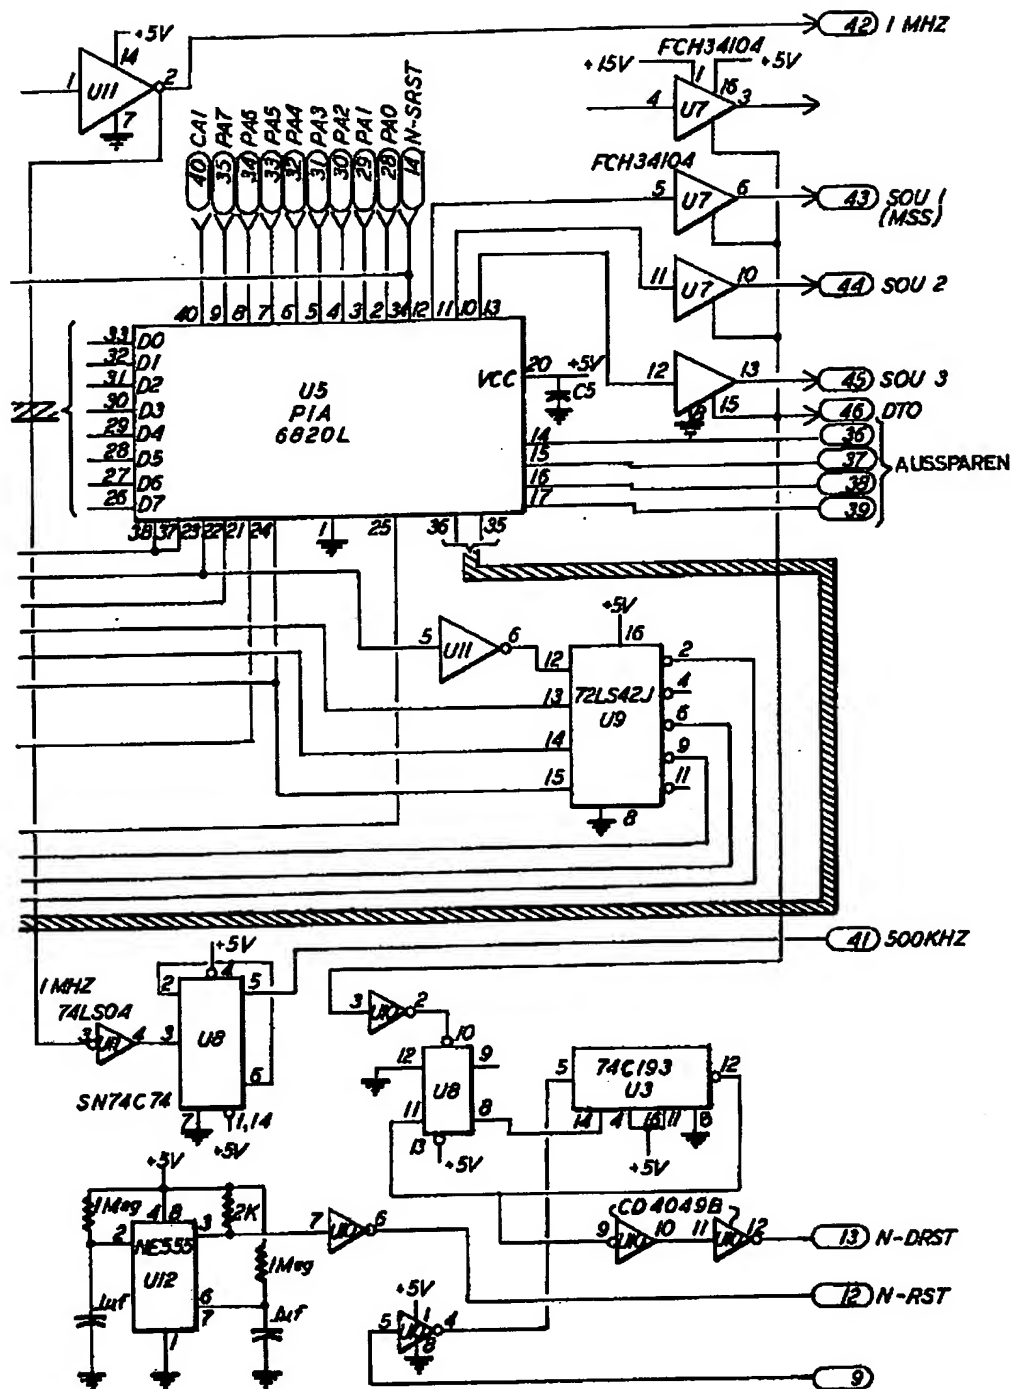 +5V
14
1
U11
2
7
42 1 MHZ
FCH34104
+15V
+5V
1
16
4
U7
3
40 CA1
35 PA7
34 PA6
33 PA5
32 PA4
31 PA3
30 PA2
29 PA1
28 PA0
14 N-SRST
FCH34104
5
U7
6
43 SOU 1
(MSS)
11
U7
10
44 SOU 2
12
13
15
8
45 SOU 3
46 DTO
36
37
38
39
AUSSPAREN
40 9 8 7 6 5 4 3 2 34 12 11 10 13
33 D0
32 D1
31 D2
30 D3
29 D4
28 D5
27 D6
26 D7
U5
PIA
6820L
VCC
20
+5V
C5
14
15
16
17
38 37 23 22 21 24
1
25
36
35
5
U11
6
+5V
16
12
13
14
15
72LS42J
U9
2
4
6
9
11
8
41 500KHZ
1 MHZ
74LS04
3
4
+5V
4
2
5
3
U8
6
SN74C74
7
1,14
+5V
3
U10
2
10
12
9
U8
11
8
13
+5V
5
74C193
U3
12
14
4
16
11
8
+5V
+5V
1Meg
4
8
2K
2
3
NE555
U12
1Meg
6
7
.1uf
.1uf
1
7
U10
6
CD4049B
9
U10
10
11
U10
12
13 N-DRST
12 N-RST
+5V
1
5
U10
4
8
9